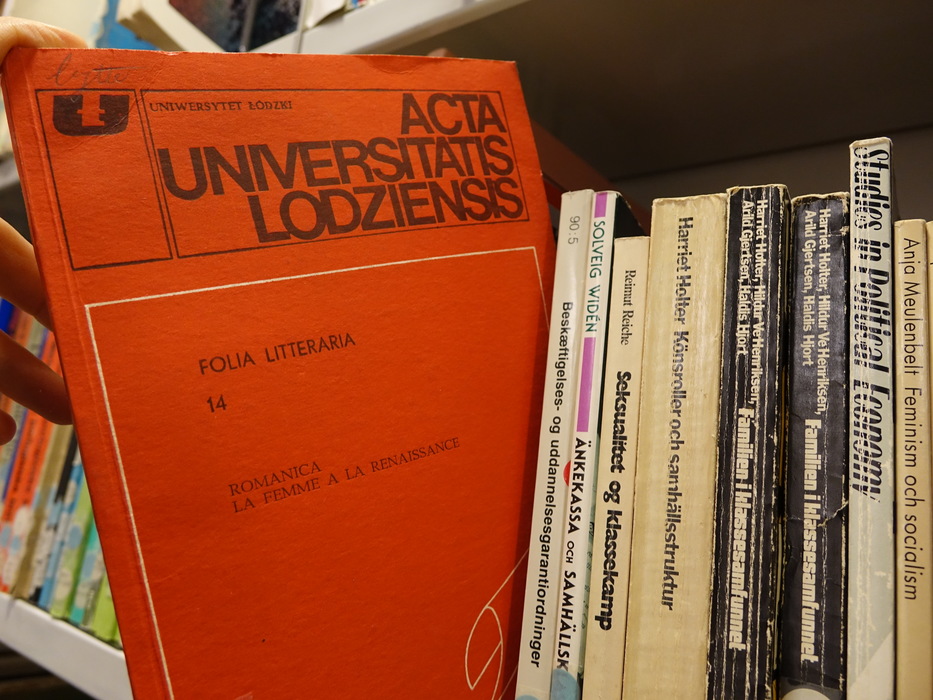 UNIWERSYTET ŁÓDZKI
ACTA
UNIVERSITATIS
LODZIENSIS
FOLIA LITTERARIA
14
ROMANICA
LA FEMME A LA RENAISSANCE
90:5
Beskæftigelses- og uddannelsesgarantiordninger
SOLVEIG WIDÉN
ÄNKEKASSA OCH SAMHÄLLSK
Reimut Reiche
Seksualitet og klassekamp
Harriet Holter Könsroller och samhällsstruktur
Harriet Holter, Hildur Ve Henriksen,
Arild Gjertsen, Haldis Hjort
Familien i klassesamfunnet
Harriet Holter, Hildur Ve Henriksen,
Arild Gjertsen, Haldis Hjort
Familien i klassesamfunnet
Studies in Political Economy
Anja Meulenbelt Feminism och socialism